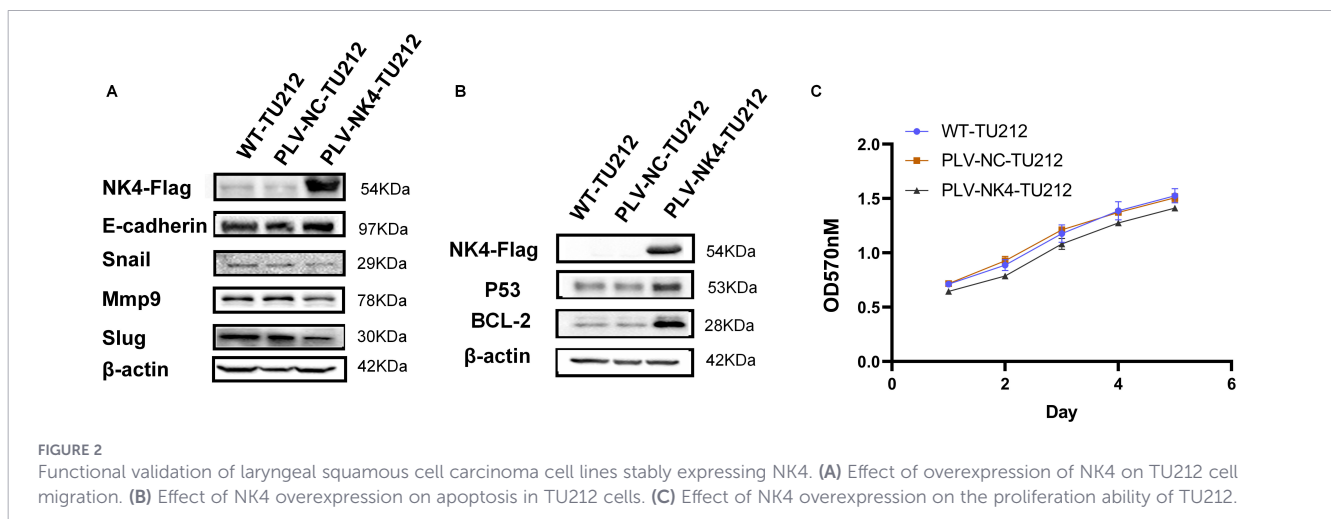 A
WT-TU212
PLV-NC-TU212
PLV-NK4-TU212
NK4-Flag 54KDa
E-cadherin 97KDa
Snail 29KDa
Mmp9 78KDa
Slug 30KDa
β-actin 42KDa
B
WT-TU212
PLV-NC-TU212
PLV-NK4-TU212
NK4-Flag 54KDa
P53 53KDa
BCL-2 28KDa
β-actin 42KDa
C
WT-TU212
PLV-NC-TU212
PLV-NK4-TU212
2.0
1.5
1.0
0.5
0.0
OD570nM
0 2 4 6
Day
FIGURE 2
Functional validation of laryngeal squamous cell carcinoma cell lines stably expressing NK4. (A) Effect of overexpression of NK4 on TU212 cell
migration. (B) Effect of NK4 overexpression on apoptosis in TU212 cells. (C) Effect of NK4 overexpression on the proliferation ability of TU212.